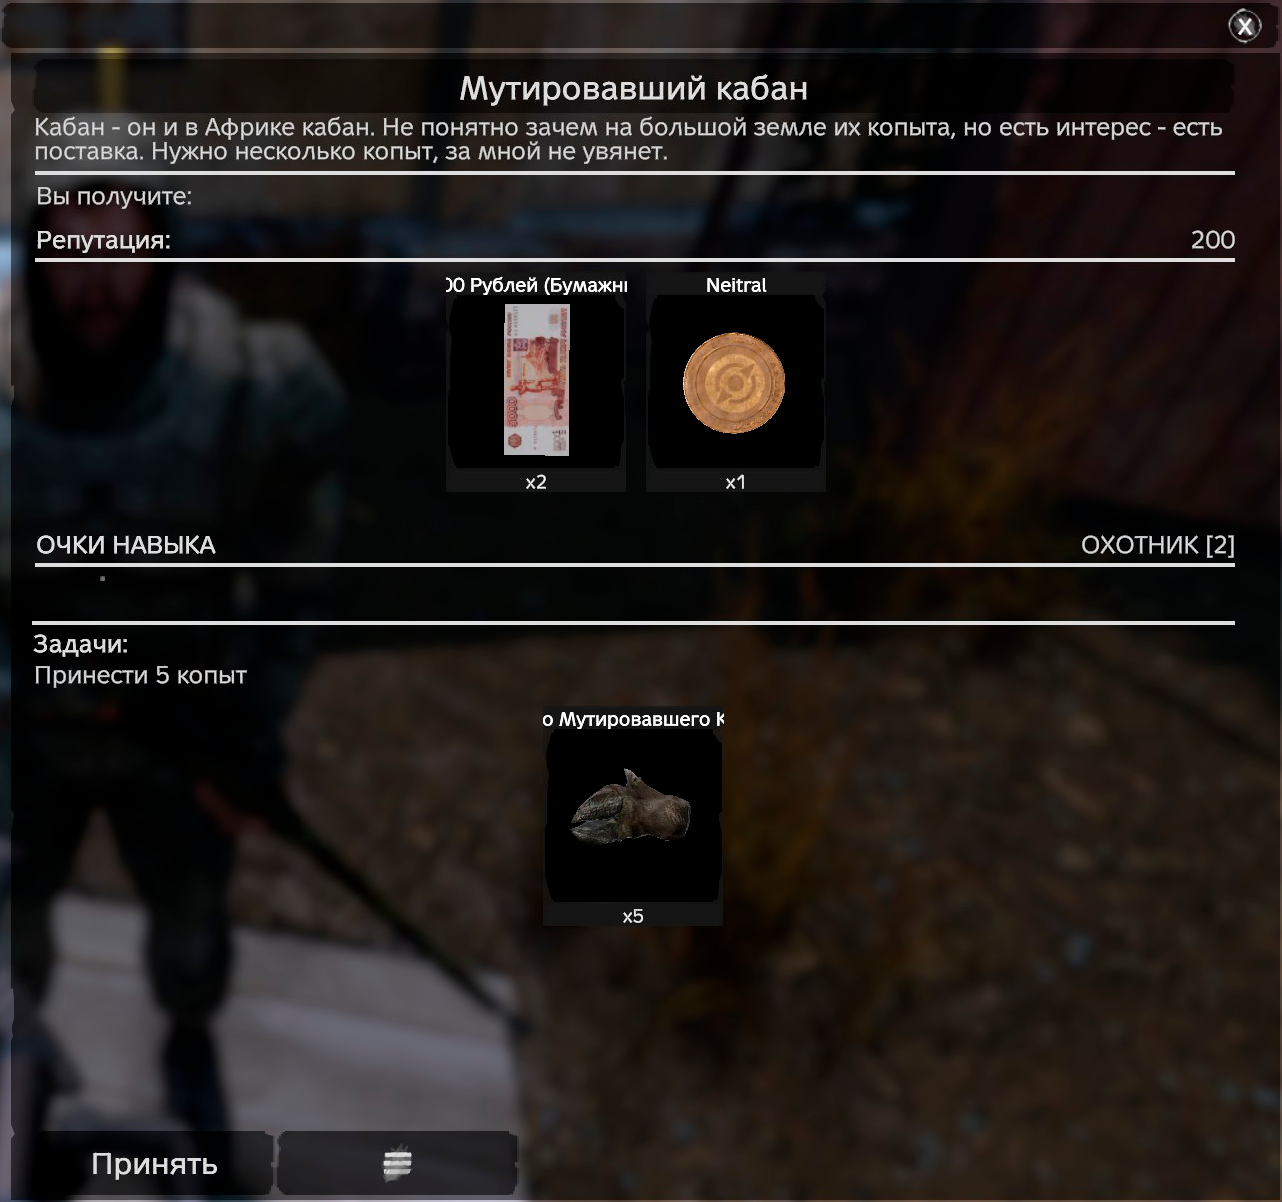 X
Мутировавший кабан
Кабан - он и в Африке кабан. Не понятно зачем на большой земле их копыта, но есть интерес - есть
поставка. Нужно несколько копыт, за мной не увянет.
Вы получите:
Репутация: 200
Рублей (Бумажн Neitral
x2 x1
ОЧКИ НАВЫКА ОХОТНИК [2]
Задачи:
Принести 5 копыт
о Мутировавшего К
x5
Принять